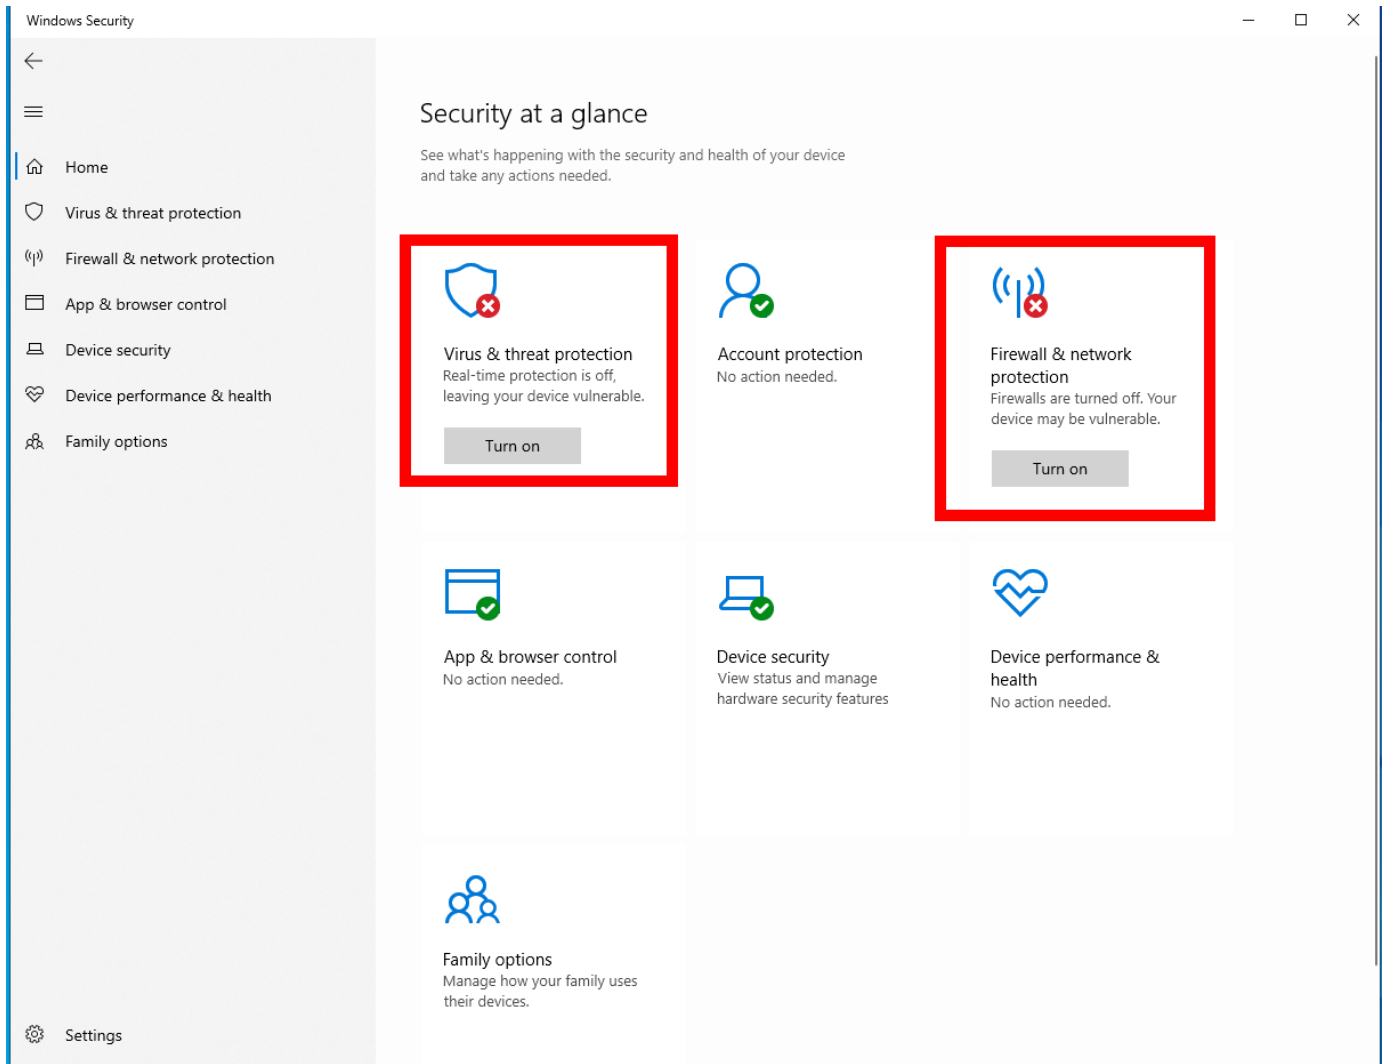 Windows Security
Home
Virus & threat protection
Firewall & network protection
App & browser control
Device security
Device performance & health
Family options
Settings
Security at a glance
See what's happening with the security and health of your device
and take any actions needed.
Virus & threat protection
Real-time protection is off,
leaving your device vulnerable.
Turn on
Account protection
No action needed.
Firewall & network
protection
Firewalls are turned off. Your
device may be vulnerable.
Turn on
App & browser control
No action needed.
Device security
View status and manage
hardware security features
Device performance &
health
No action needed.
Family options
Manage how your family uses
their devices.